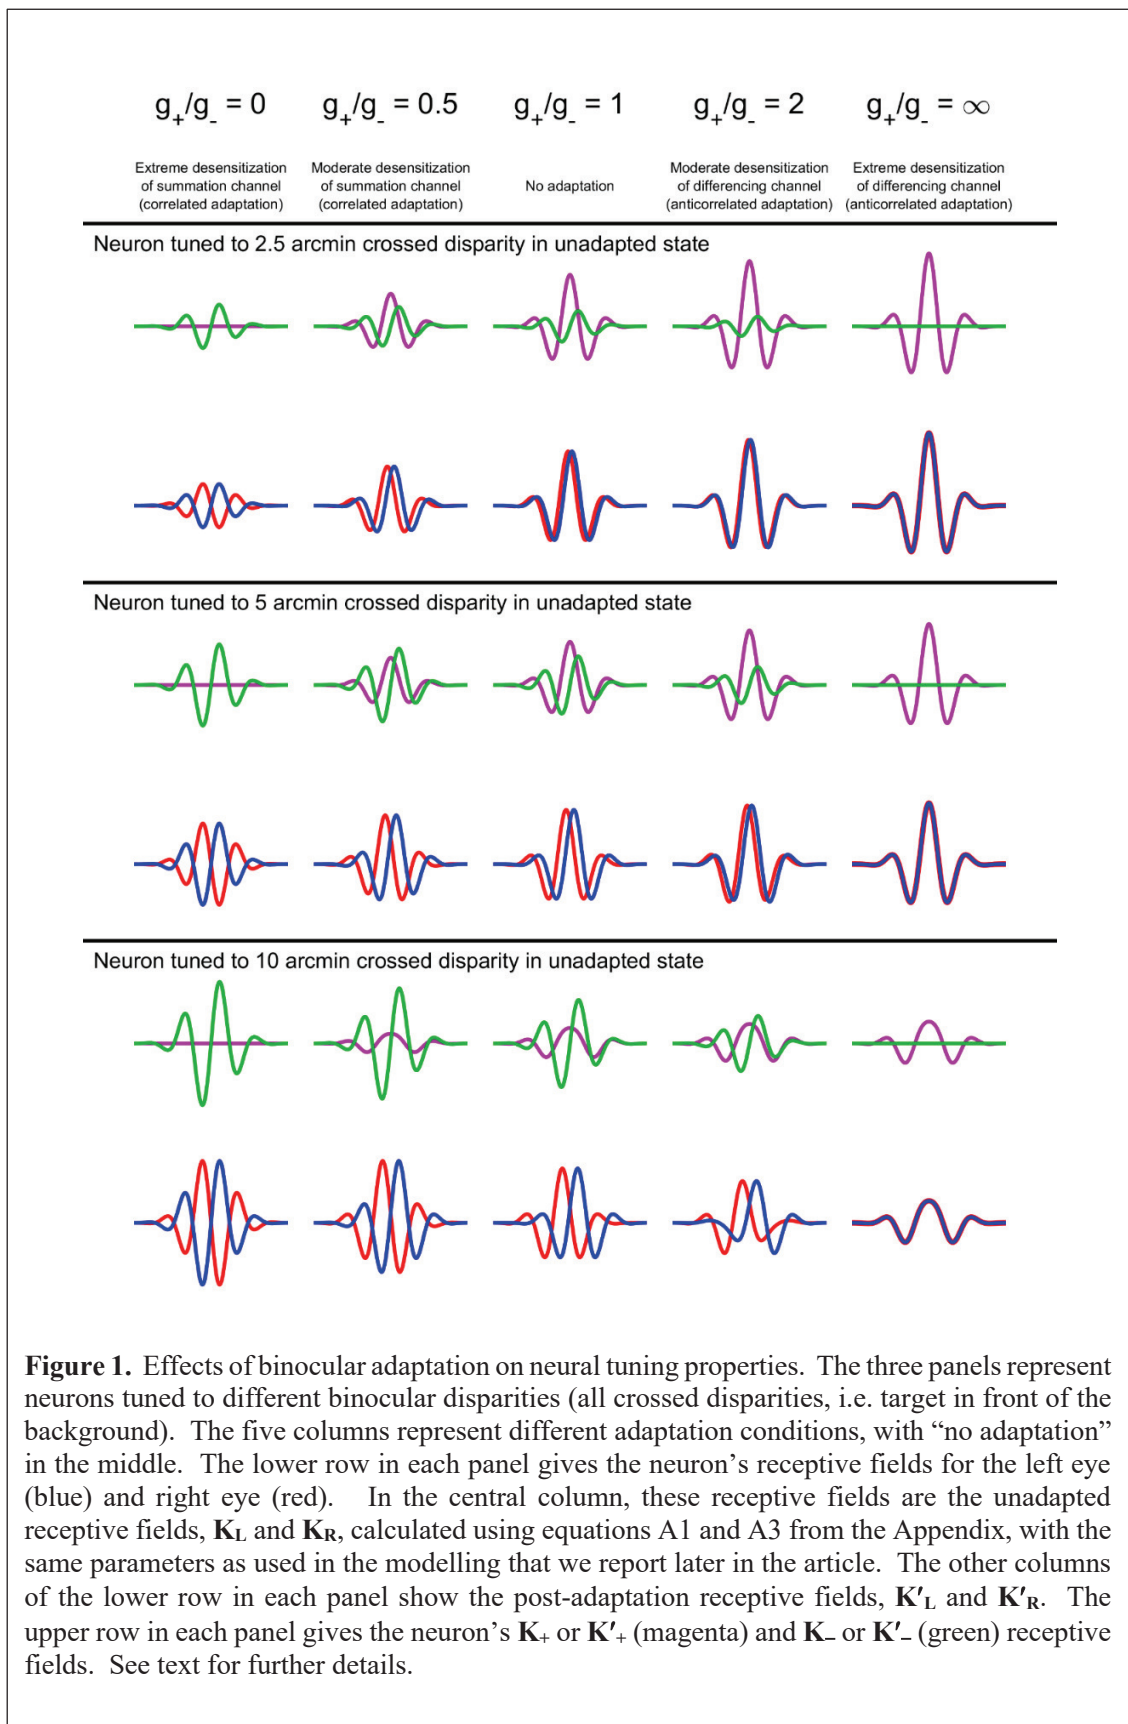 g₊/g₋ = 0 g₊/g₋ = 0.5 g₊/g₋ = 1 g₊/g₋ = 2 g₊/g₋ = ∞
Extreme desensitization Moderate desensitization Moderate desensitization Extreme desensitization
of summation channel of summation channel No adaptation of differencing channel of differencing channel
(correlated adaptation) (correlated adaptation) (anticorrelated adaptation) (anticorrelated adaptation)
Neuron tuned to 2.5 arcmin crossed disparity in unadapted state
Neuron tuned to 5 arcmin crossed disparity in unadapted state
Neuron tuned to 10 arcmin crossed disparity in unadapted state
Figure 1. Effects of binocular adaptation on neural tuning properties. The three panels represent
neurons tuned to different binocular disparities (all crossed disparities, i.e. target in front of the
background). The five columns represent different adaptation conditions, with “no adaptation”
in the middle. The lower row in each panel gives the neuron’s receptive fields for the left eye
(blue) and right eye (red). In the central column, these receptive fields are the unadapted
receptive fields, K_L and K_R, calculated using equations A1 and A3 from the Appendix, with the
same parameters as used in the modelling that we report later in the article. The other columns
of the lower row in each panel show the post-adaptation receptive fields, K′_L and K′_R. The
upper row in each panel gives the neuron’s K₊ or K′₊ (magenta) and K₋ or K′₋ (green) receptive
fields. See text for further details.